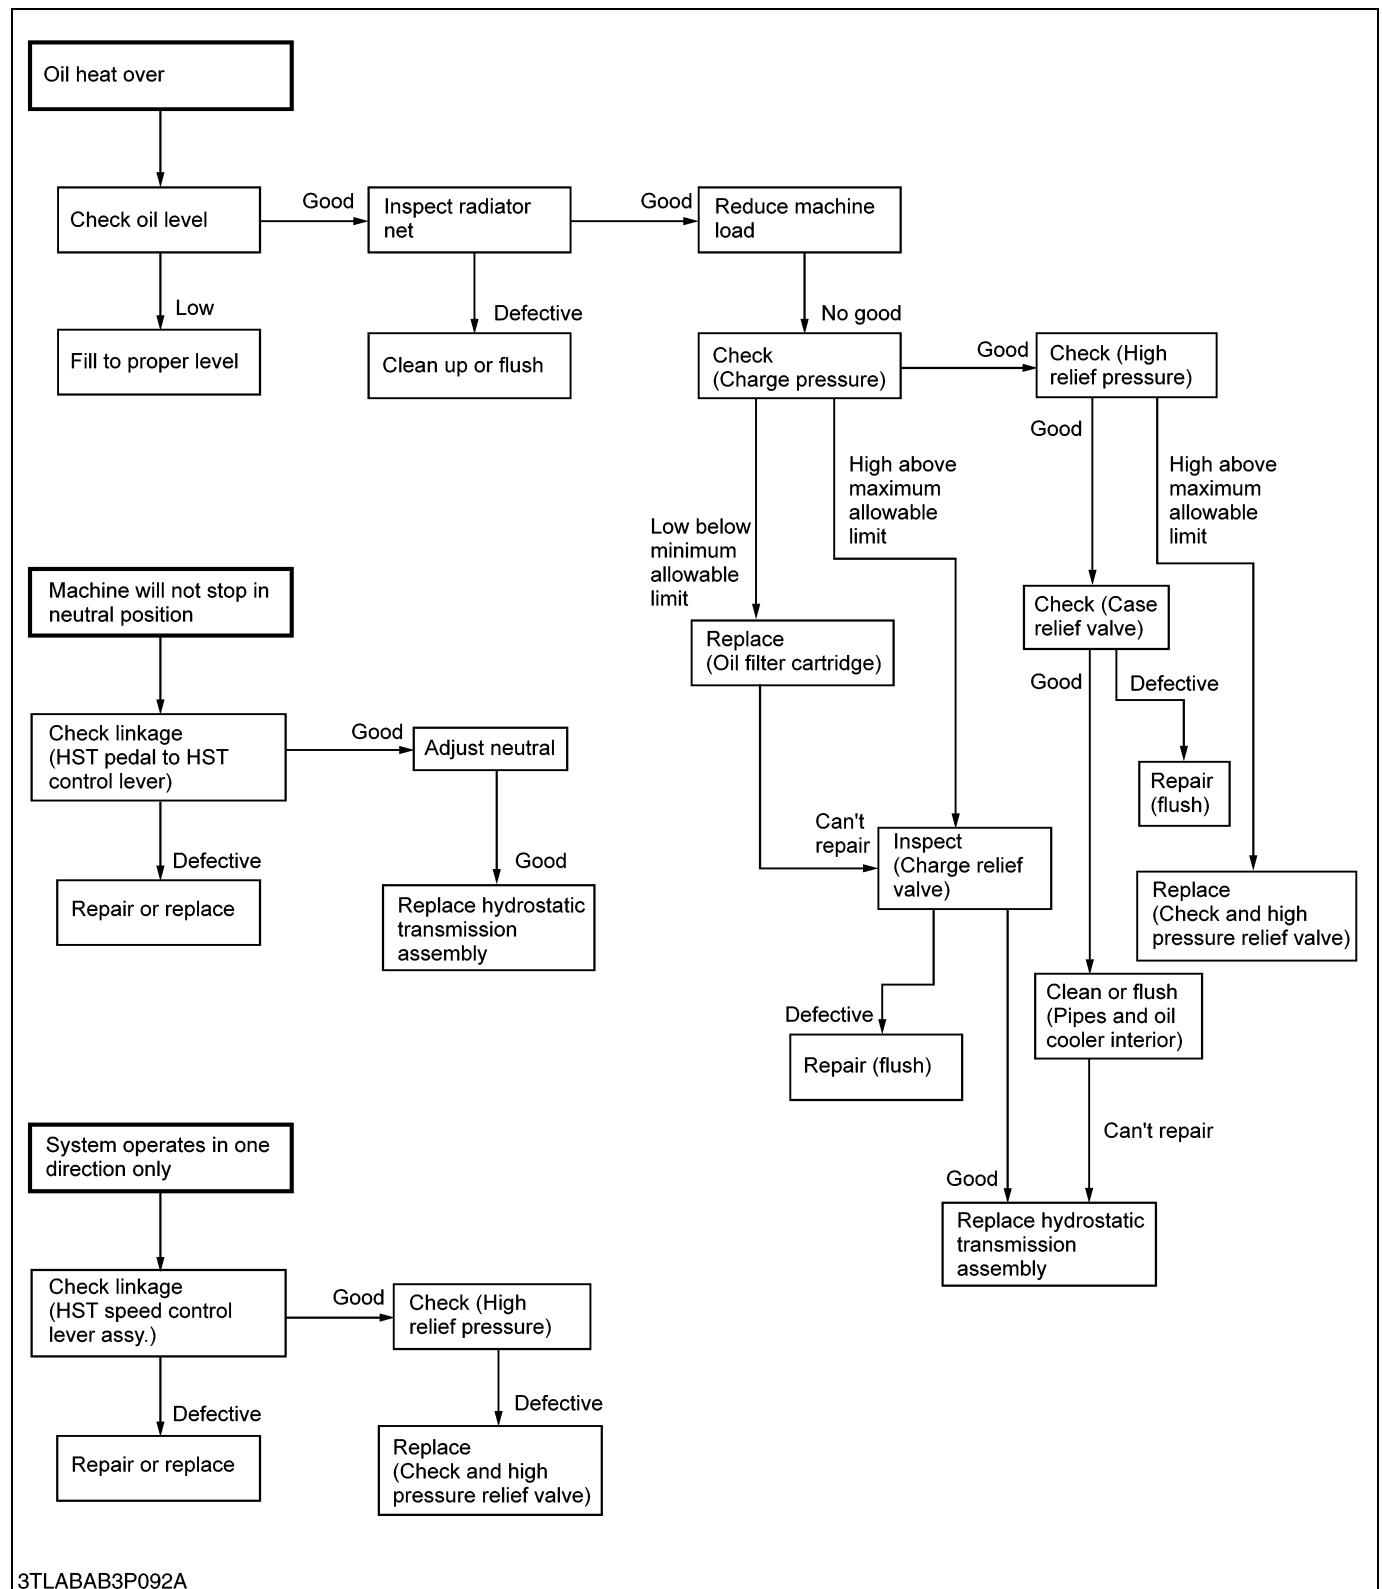 Oil heat over
Check oil level
Good
Inspect radiator
net
Good
Reduce machine
load
Low
Fill to proper level
Defective
Clean up or flush
No good
Check
(Charge pressure)
Good
Check (High
relief pressure)
Low below
minimum
allowable
limit
High above
maximum
allowable
limit
Good
High above
maximum
allowable
limit
Replace
(Oil filter cartridge)
Check (Case
relief valve)
Good
Defective
Repair
(flush)
Can't
repair
Inspect
(Charge relief
valve)
Replace
(Check and high
pressure relief valve)
Defective
Repair (flush)
Clean or flush
(Pipes and oil
cooler interior)
Good
Can't repair
Replace hydrostatic
transmission
assembly
Machine will not stop in
neutral position
Check linkage
(HST pedal to HST
control lever)
Good
Adjust neutral
Defective
Repair or replace
Good
Replace hydrostatic
transmission
assembly
System operates in one
direction only
Check linkage
(HST speed control
lever assy.)
Good
Check (High
relief pressure)
Defective
Repair or replace
Defective
Replace
(Check and high
pressure relief valve)
3TLABAB3P092A